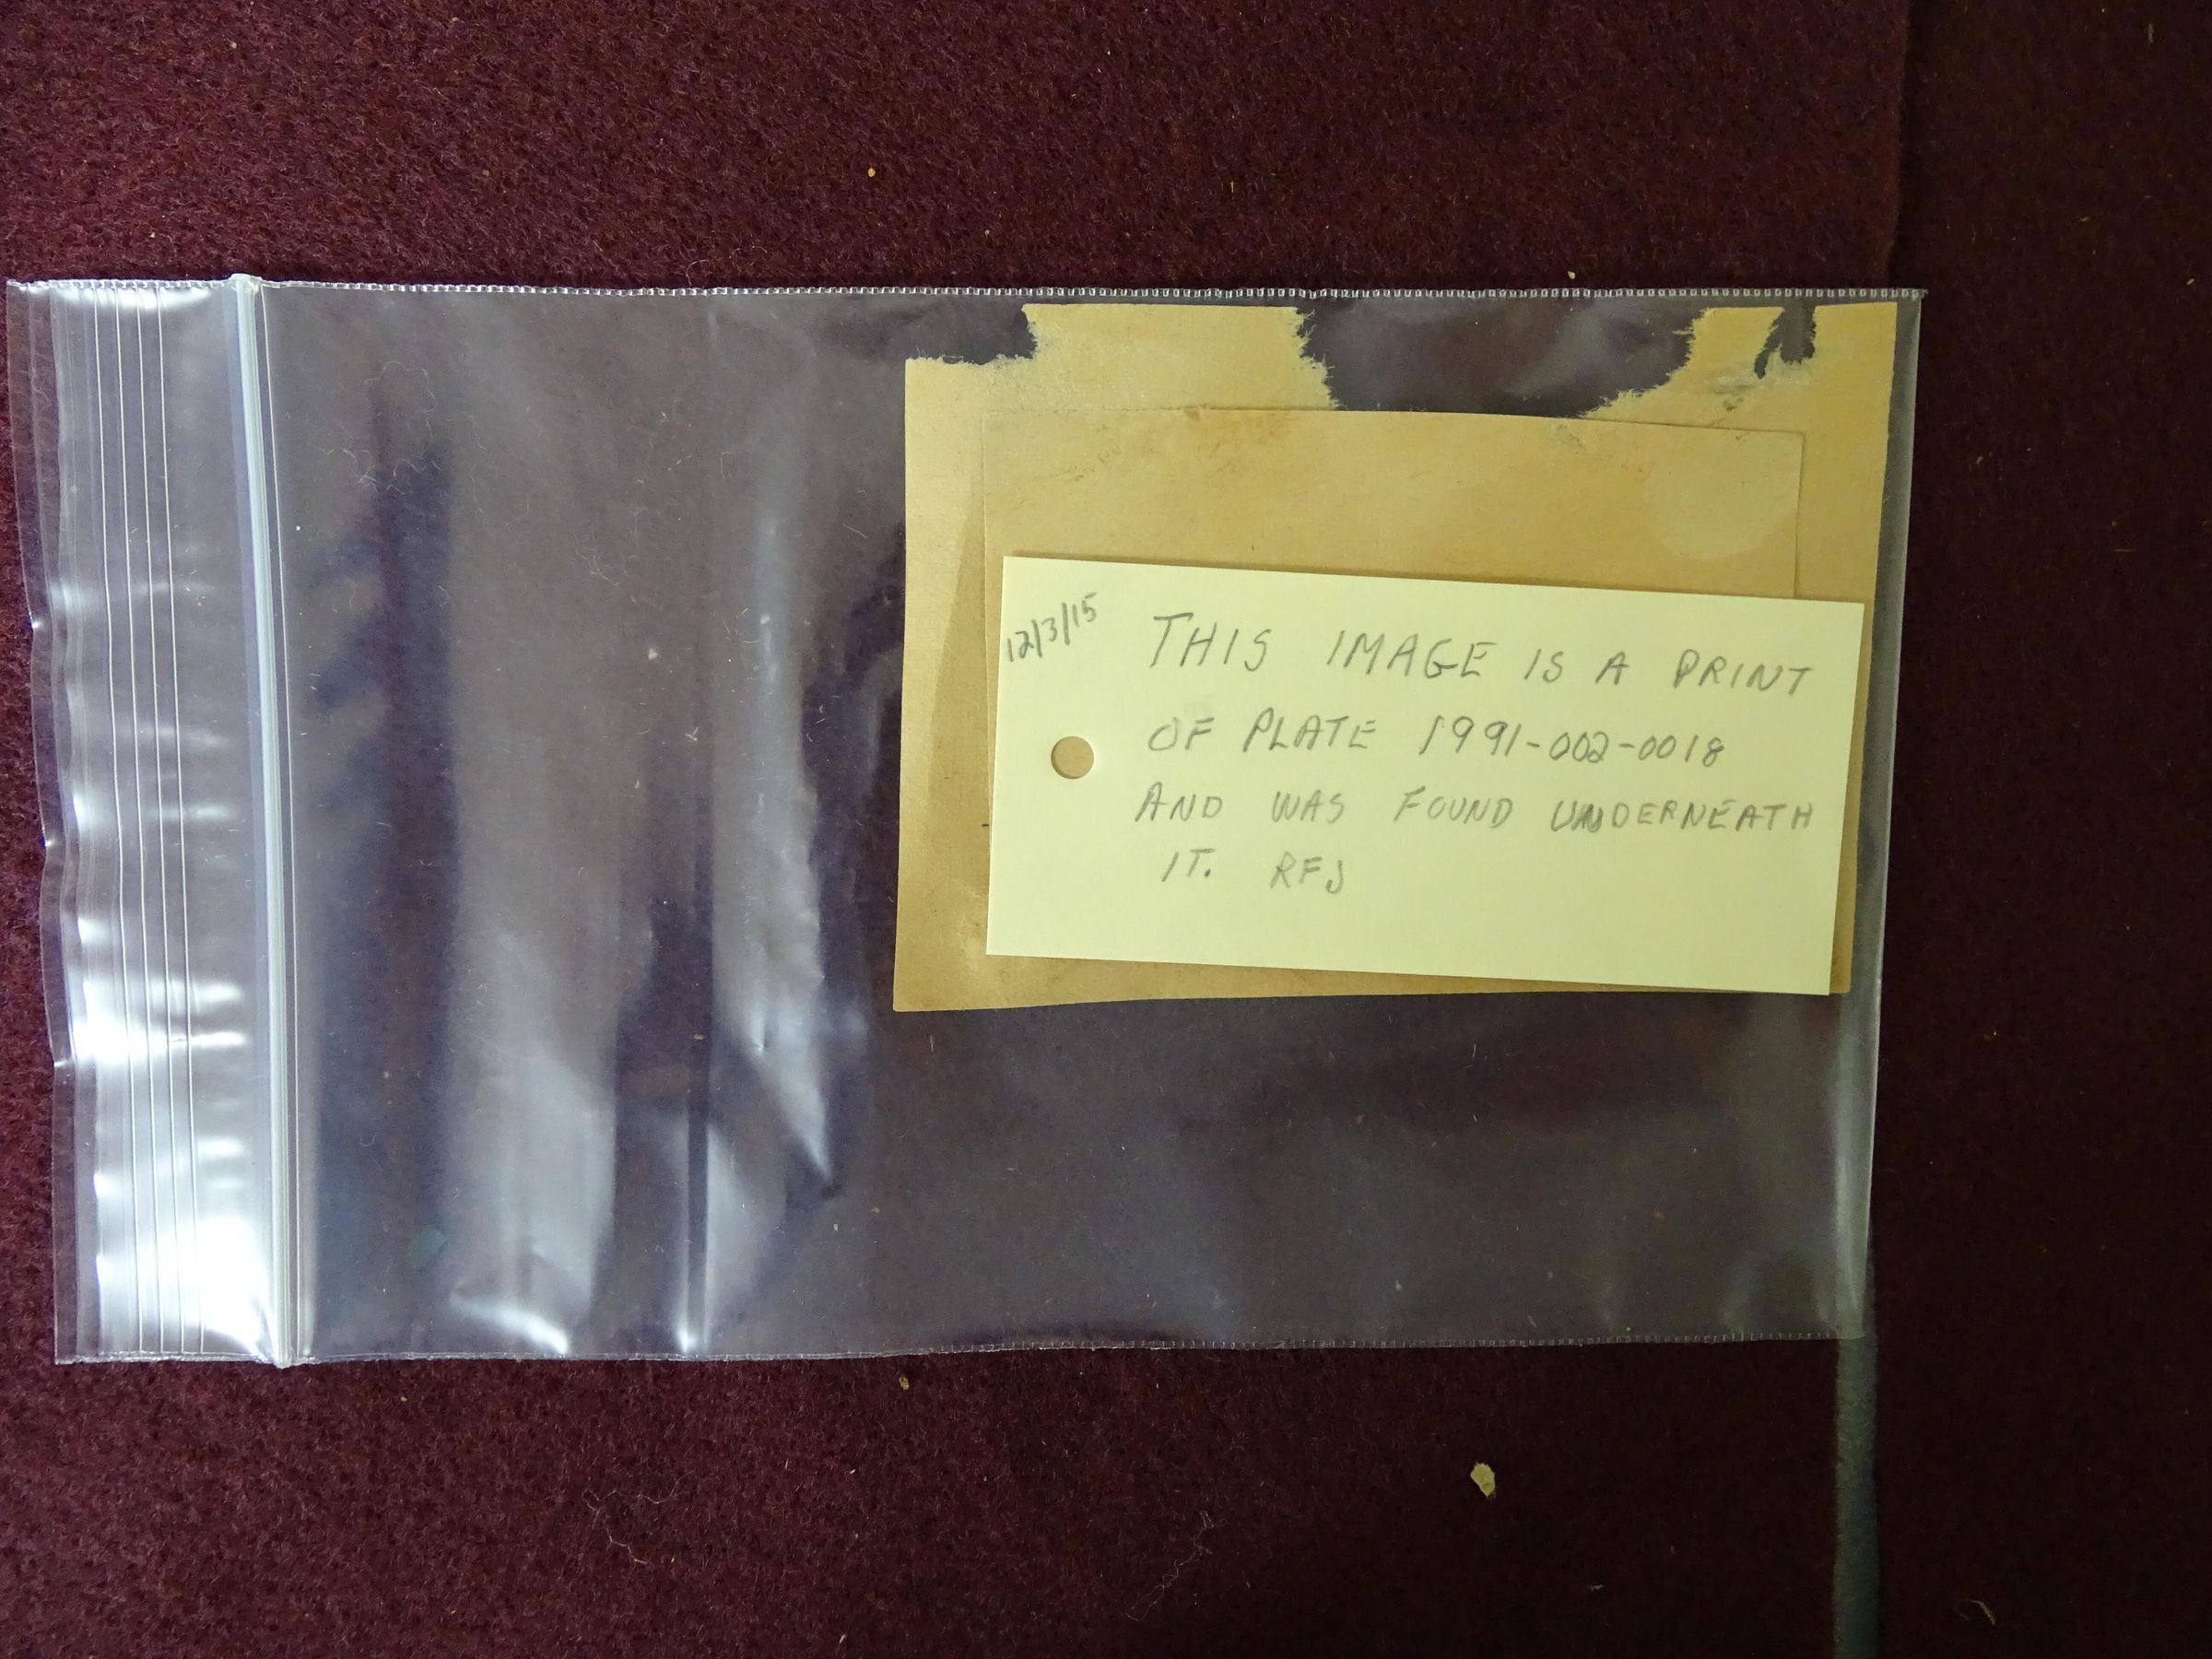 12/3/15 THIS IMAGE IS A PRINT
OF PLATE 1991-002-0018
AND WAS FOUND UNDERNEATH
IT. RFJ